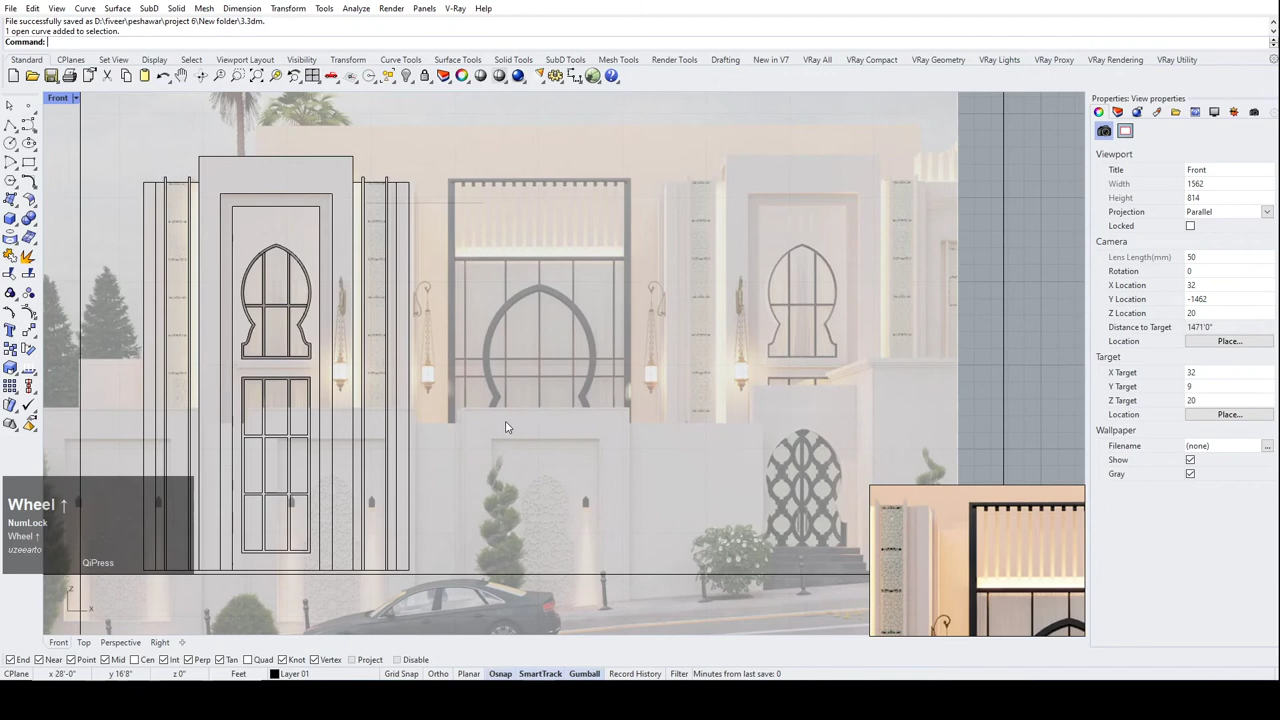 File Edit View Curve Surface SubD Solid Mesh Dimension Transform Tools Analyze Render Panels V-Ray Help
File successfully saved as D:\fiveer\peshawar\project 6\New folder\3.3dm.
1 open curve added to selection.
Command:
Standard CPlanes Set View Display Select Viewport Layout Visibility Transform Curve Tools Surface Tools Solid Tools SubD Tools Mesh Tools Render Tools Drafting New in V7 VRay All VRay Compact VRay Geometry VRay Lights VRay Proxy VRay Rendering VRay Utility
Front
Properties: View properties
Viewport
Title Front
Width 1562
Height 814
Projection Parallel
Locked
Camera
Lens Length(mm) 50
Rotation 0
X Location 32
Y Location -1462
Z Location 20
Distance to Target 1471'0"
Location Place...
Target
X Target 32
Y Target 9
Z Target 20
Location Place...
Wallpaper
Filename (none) ...
Show
Gray
Wheel ↑
NumLock
Wheel ↑
uzeearto
QiPress
z
x
Front Top Perspective Right
End Near Point Mid Cen Int Perp Tan Quad Knot Vertex Project Disable
CPlane x 28'-0" y 16'8" z 0" Feet Layer 01 Grid Snap Ortho Planar Osnap SmartTrack Gumball Record History Filter Minutes from last save: 0